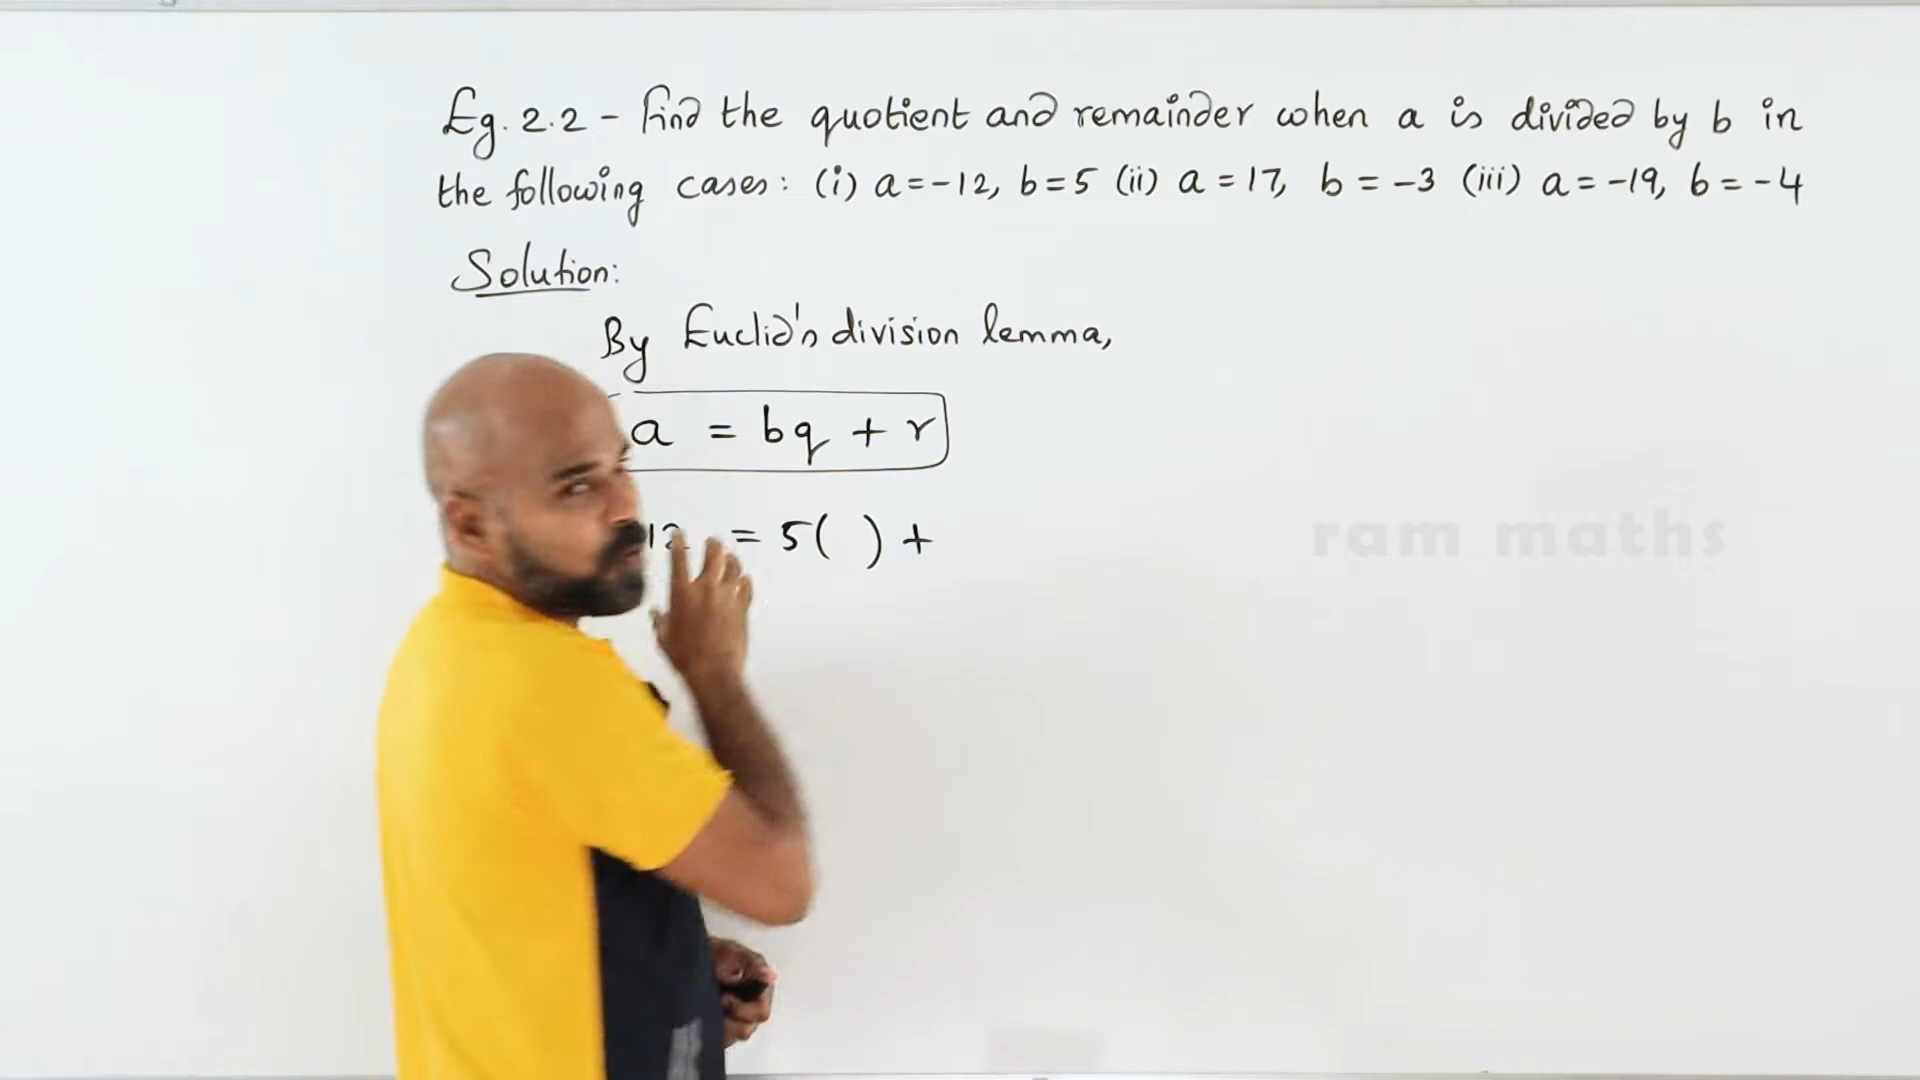 Eg. 2.2 - Find the quotient and remainder when a is divided by b in
the following cases: (i) a=-12, b=5 (ii) a=17, b=-3 (iii) a=-19, b=-4
Solution:
By Euclid's division lemma,
a = bq + r
12 = 5( ) +
ram maths